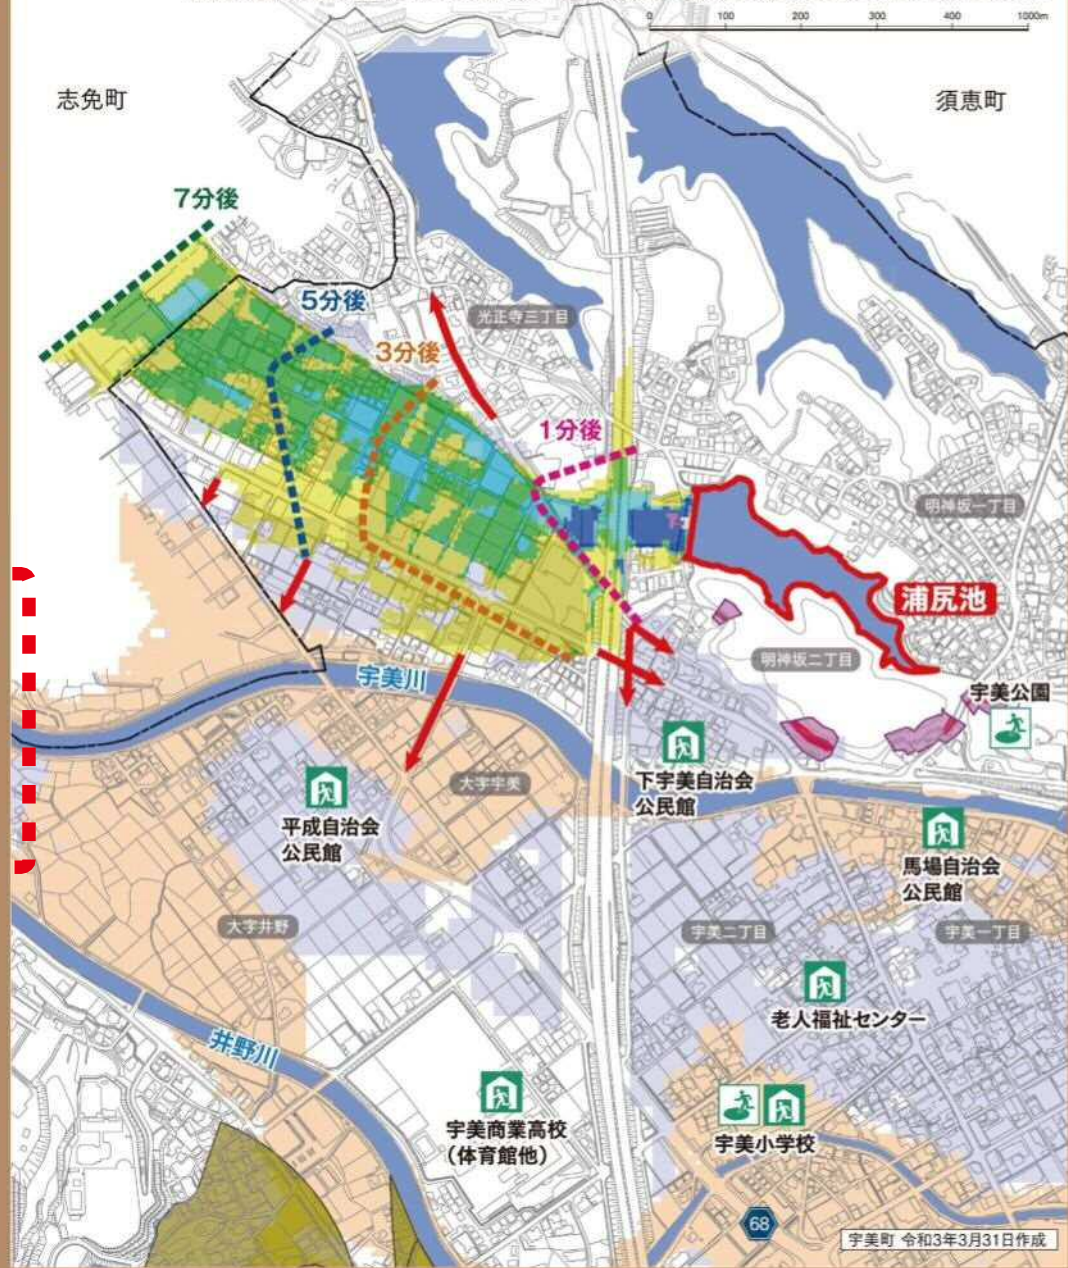 0 100 200 300 400 1000m
志免町
須恵町
7分後
5分後
光正寺三丁目
3分後
1分後
明神坂一丁目
浦尻池
明神坂二丁目
宇美川
宇美公園
下宇美自治会
公民館
大字宇美
平成自治会
公民館
馬場自治会
公民館
大字井野
宇美二丁目
宇美一丁目
老人福祉センター
井野川
宇美商業高校
(体育館他)
宇美小学校
68
宇美町 令和3年3月31日作成